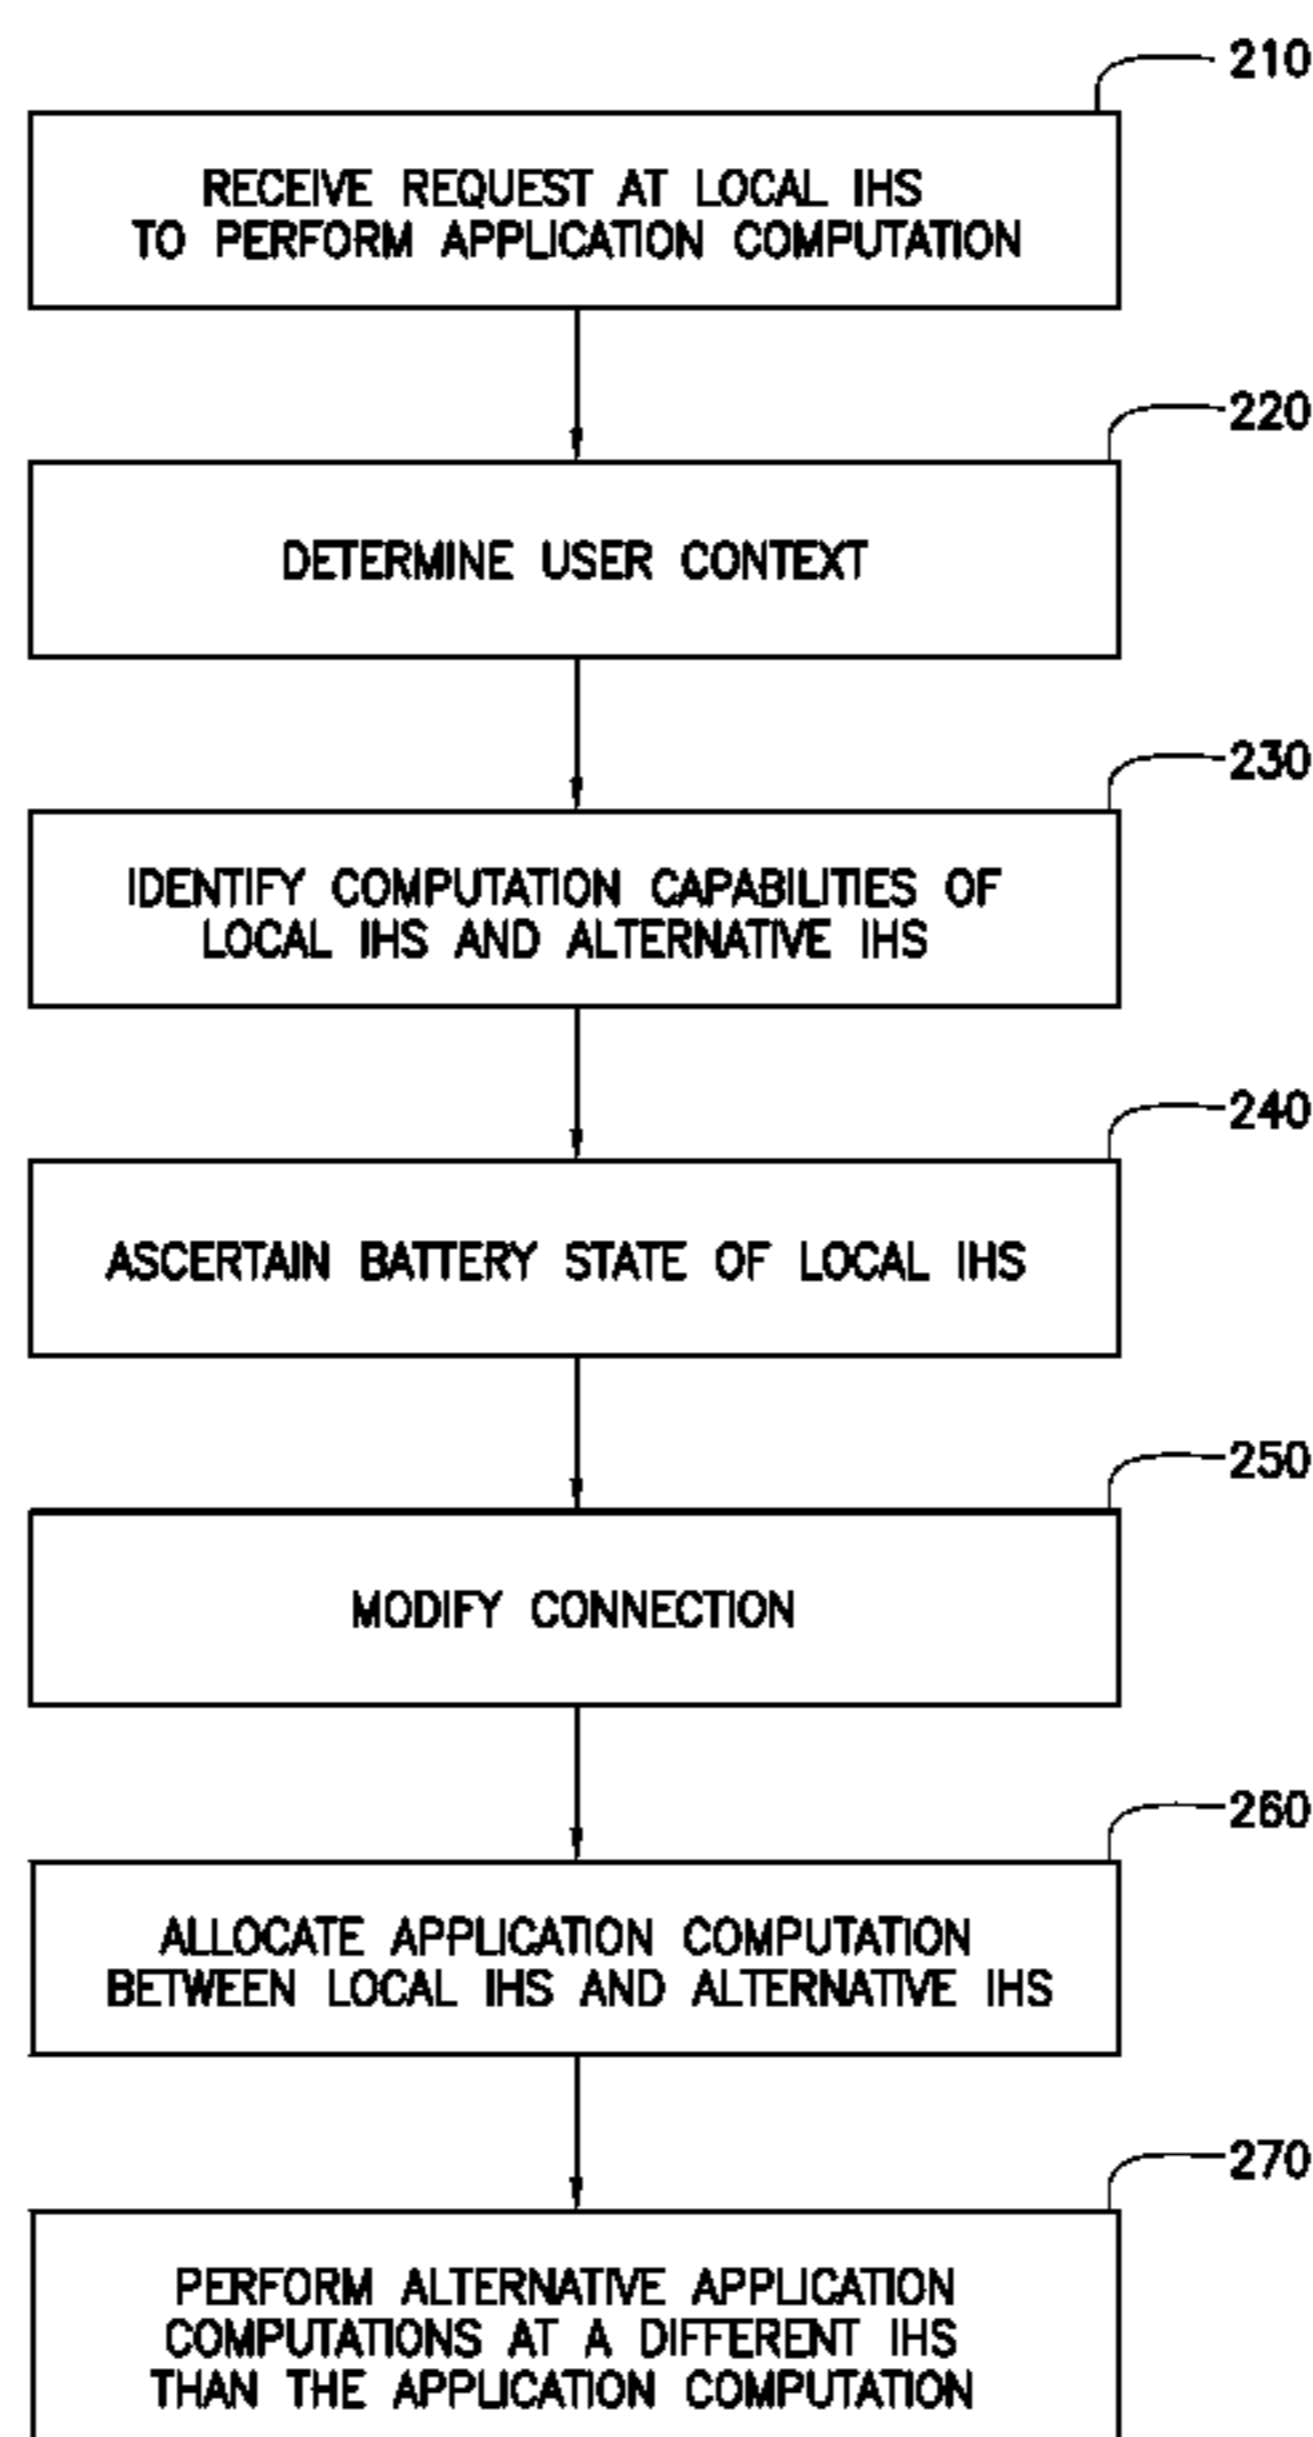 210
RECEIVE REQUEST AT LOCAL IHS
TO PERFORM APPLICATION COMPUTATION
220
DETERMINE USER CONTEXT
230
IDENTIFY COMPUTATION CAPABILITIES OF
LOCAL IHS AND ALTERNATIVE IHS
240
ASCERTAIN BATTERY STATE OF LOCAL IHS
250
MODIFY CONNECTION
260
ALLOCATE APPLICATION COMPUTATION
BETWEEN LOCAL IHS AND ALTERNATIVE IHS
270
PERFORM ALTERNATIVE APPLICATION
COMPUTATIONS AT A DIFFERENT IHS
THAN THE APPLICATION COMPUTATION